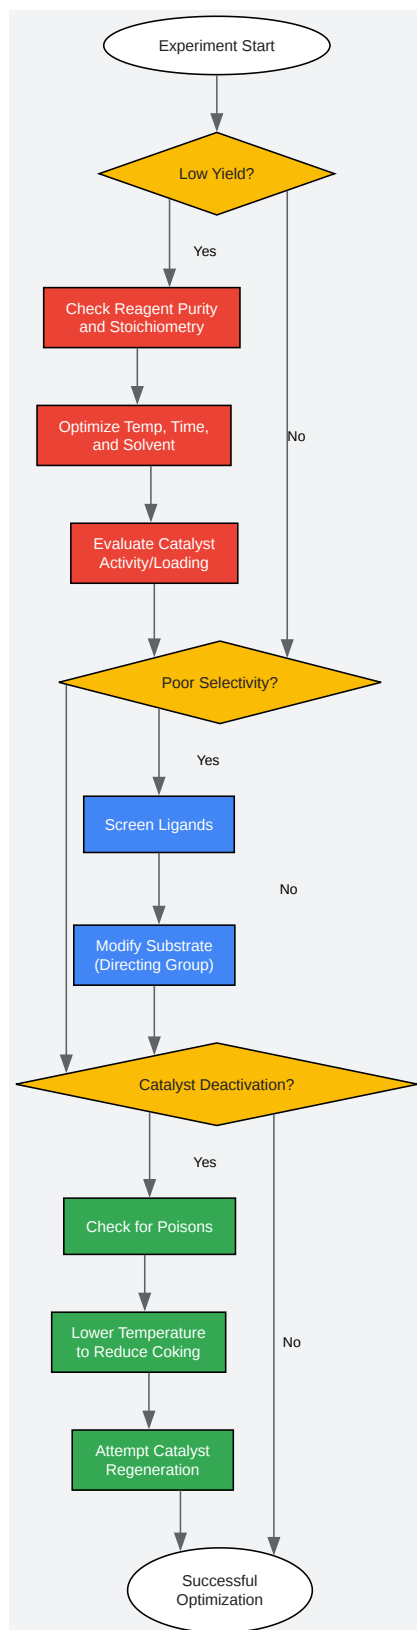 Experiment Start
Low Yield?
Yes
Check Reagent Purity
and Stoichiometry
Optimize Temp, Time,
and Solvent
No
Evaluate Catalyst
Activity/Loading
Poor Selectivity?
Yes
Screen Ligands
No
Modify Substrate
(Directing Group)
Catalyst Deactivation?
Yes
Check for Poisons
Lower Temperature
to Reduce Coking
No
Attempt Catalyst
Regeneration
Successful
Optimization